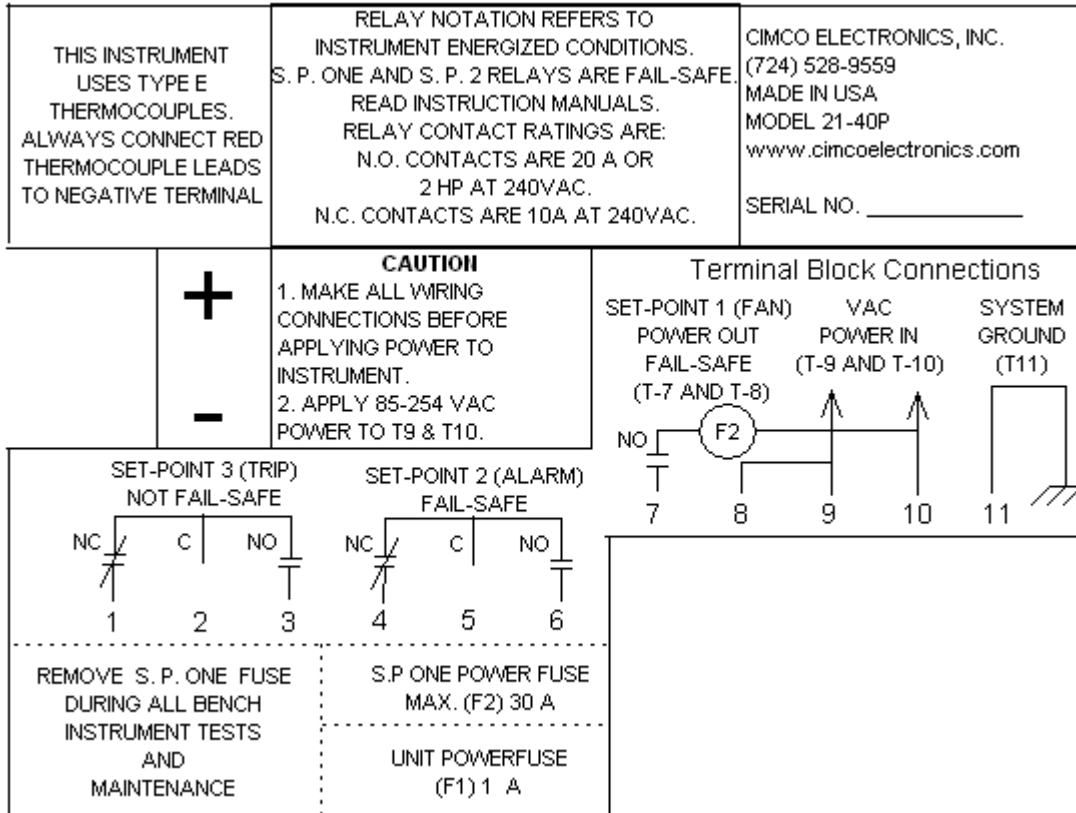 THIS INSTRUMENT
USES TYPE E
THERMOCOUPLES.
ALWAYS CONNECT RED
THERMOCOUPLE LEADS
TO NEGATIVE TERMINAL
RELAY NOTATION REFERS TO
INSTRUMENT ENERGIZED CONDITIONS.
S. P. ONE AND S. P. 2 RELAYS ARE FAIL-SAFE.
READ INSTRUCTION MANUALS.
RELAY CONTACT RATINGS ARE:
N.O. CONTACTS ARE 20 A OR
2 HP AT 240VAC.
N.C. CONTACTS ARE 10A AT 240VAC.
CIMCO ELECTRONICS, INC.
(724) 528-9559
MADE IN USA
MODEL 21-40P
www.cimcoelectronics.com
SERIAL NO. ____________
+
-
CAUTION
1. MAKE ALL WIRING
CONNECTIONS BEFORE
APPLYING POWER TO
INSTRUMENT.
2. APPLY 85-254 VAC
POWER TO T9 & T10.
Terminal Block Connections
SET-POINT 1 (FAN)
POWER OUT
FAIL-SAFE
(T-7 AND T-8)
VAC
POWER IN
(T-9 AND T-10)
SYSTEM
GROUND
(T11)
NO
F2
7 8 9 10 11
SET-POINT 3 (TRIP)
NOT FAIL-SAFE
NC C NO
1 2 3
SET-POINT 2 (ALARM)
FAIL-SAFE
NC C NO
4 5 6
REMOVE S. P. ONE FUSE
DURING ALL BENCH
INSTRUMENT TESTS
AND
MAINTENANCE
S.P ONE POWER FUSE
MAX. (F2) 30 A
UNIT POWERFUSE
(F1) 1 A